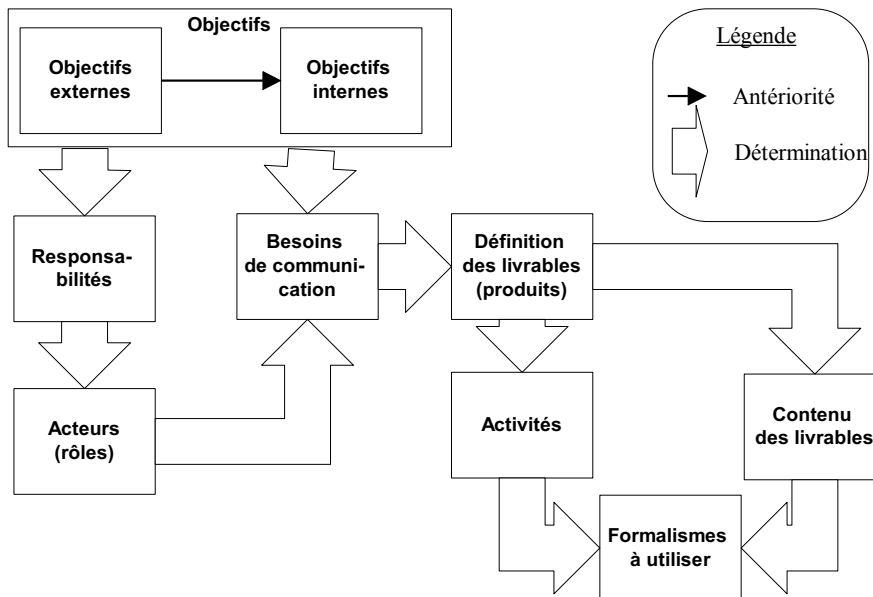 Objectifs
Objectifs
externes
Objectifs
internes
Légende
Antériorité
Détermination
Responsa-
bilités
Besoins
de communi-
cation
Définition
des livrables
(produits)
Acteurs
(rôles)
Activités
Contenu
des livrables
Formalismes
à utiliser